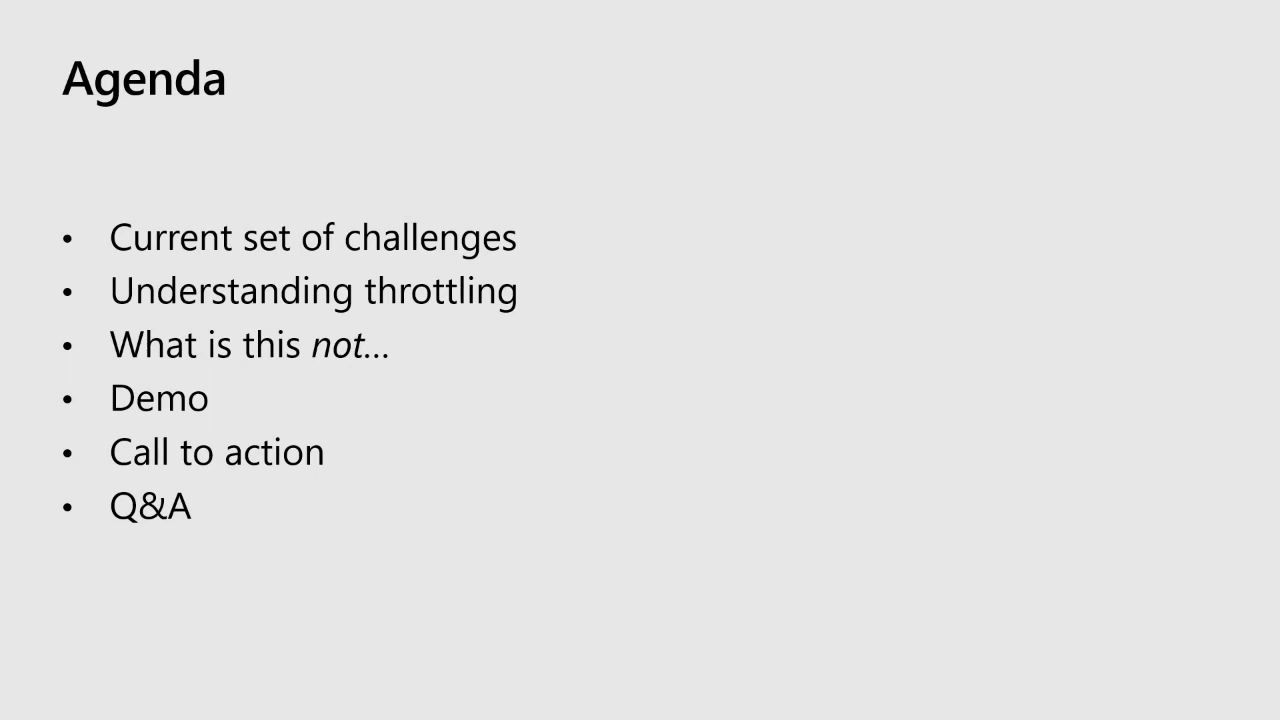 Agenda
• Current set of challenges
• Understanding throttling
• What is this not...
• Demo
• Call to action
• Q&A